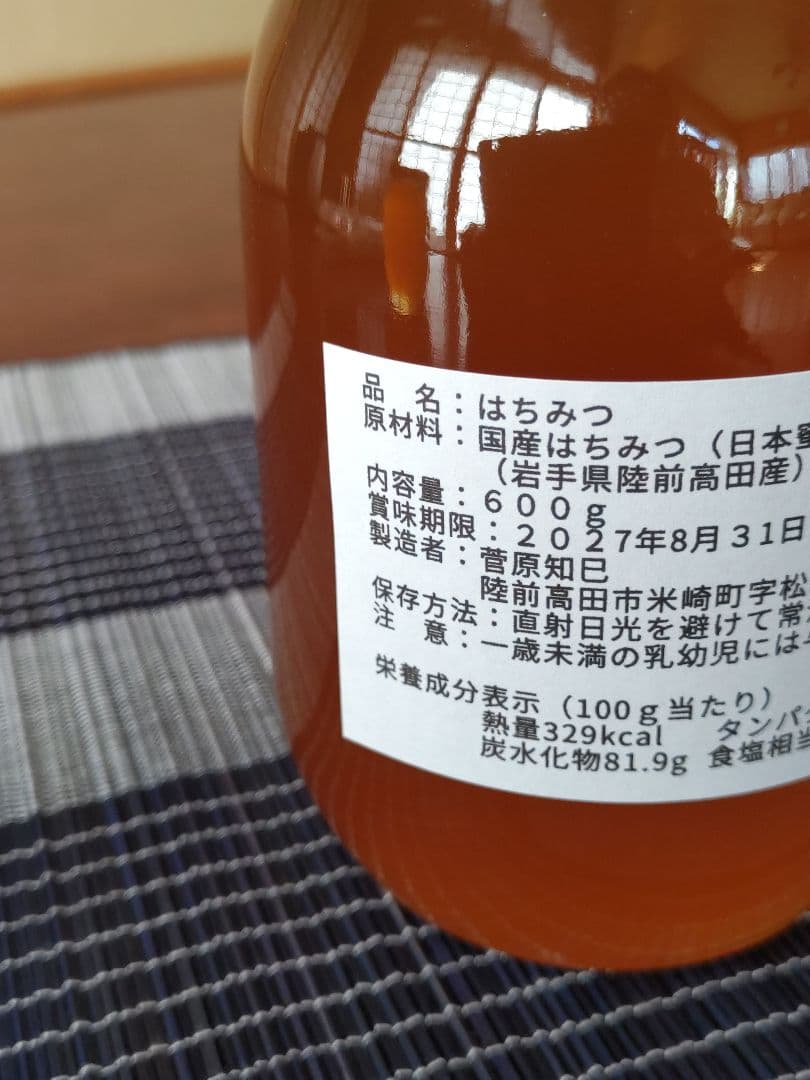 品　名：はちみつ
原材料：国産はちみつ（日本蜜
（岩手県陸前高田産）
内容量：６００ｇ
賞味期限：２０２7年8月３1日
製造者：菅原知巳
陸前高田市米崎町字松
保存方法：直射日光を避けて常
注　意：一歳未満の乳幼児には
栄養成分表示（100ｇ当たり）
熱量329kcal　タンパク
炭水化物81.9g 食塩相当